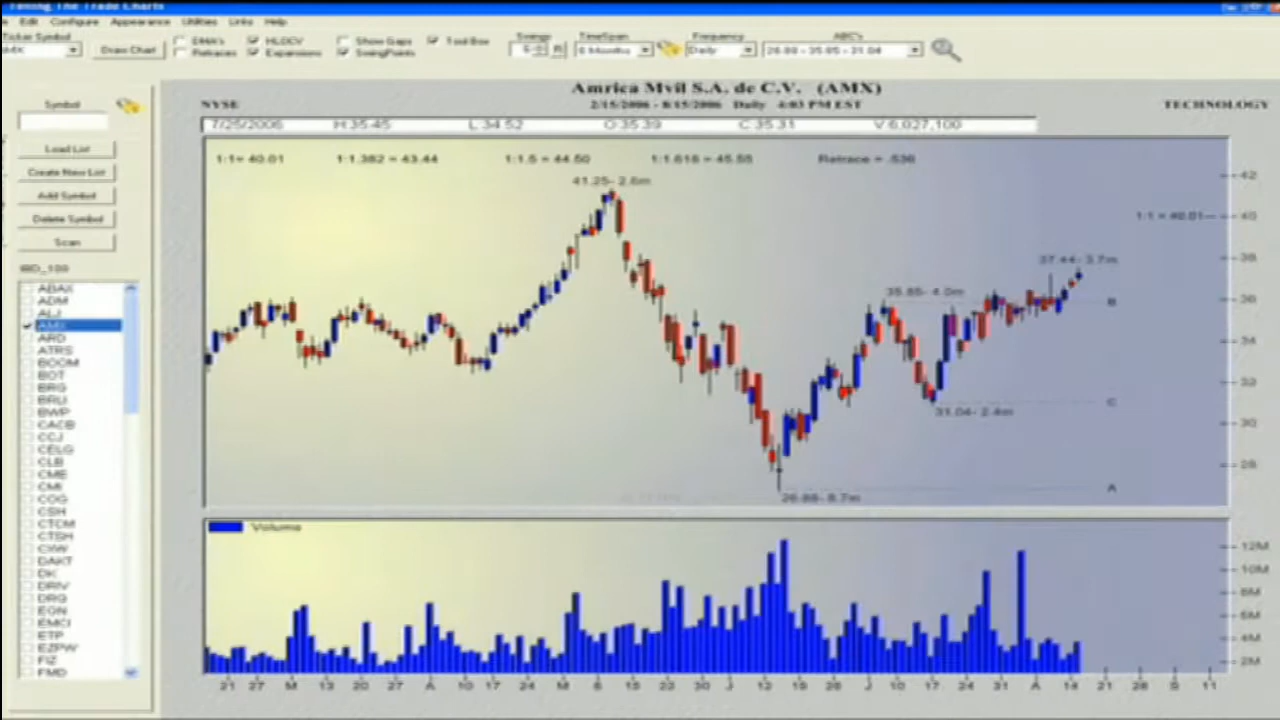 Timing The Trade Charts
Edit Configure Appearance Utilities Links Help
Ticker Symbol
AMX
Draw Chart
EMA's
HLOCV
Show Gaps
Tool Box
Retraces
Expansions
SwingPoints
Swings
TimeSpan
6 Months
Frequency
Daily
ABC's
26.88 - 35.85 - 31.04
Symbol
Load List
Create New List
Add Symbol
Delete Symbol
Scan
IBD_100
ABAX
ADM
ALJ
AMX
ARD
ATRS
BOOM
BOT
BRG
BRLI
BWP
CACB
CCJ
CELG
CLB
CME
CMI
COG
CSH
CTCM
CTSH
CXW
DAKT
DK
DRIV
DRQ
EON
EMCI
ETP
EZPW
FIZ
FMD
Amrica Mvil S.A. de C.V. (AMX)
NYSE
2/15/2006 - 8/15/2006 Daily 4:03 PM EST
TECHNOLOGY
7/25/2006 H:35.45 L:34.52 O:35.39 C:35.31 V:6,027,100
1:1= 40.01 1:1.382 = 43.44 1:1.5 = 44.50 1:1.618 = 45.55 Retrace = .536
41.25- 2.6m
1:1 = 40.01
37.44- 3.7m
35.85- 4.0m
B
C
31.04- 2.4m
A
26.88- 8.7m
42
40
38
36
34
32
30
28
Volume
12M
10M
8M
6M
4M
2M
21 27 M 13 20 27 A 10 17 24 M 8 15 22 30 J 12 19 26 J 10 17 24 31 A 14 21 28 S 11